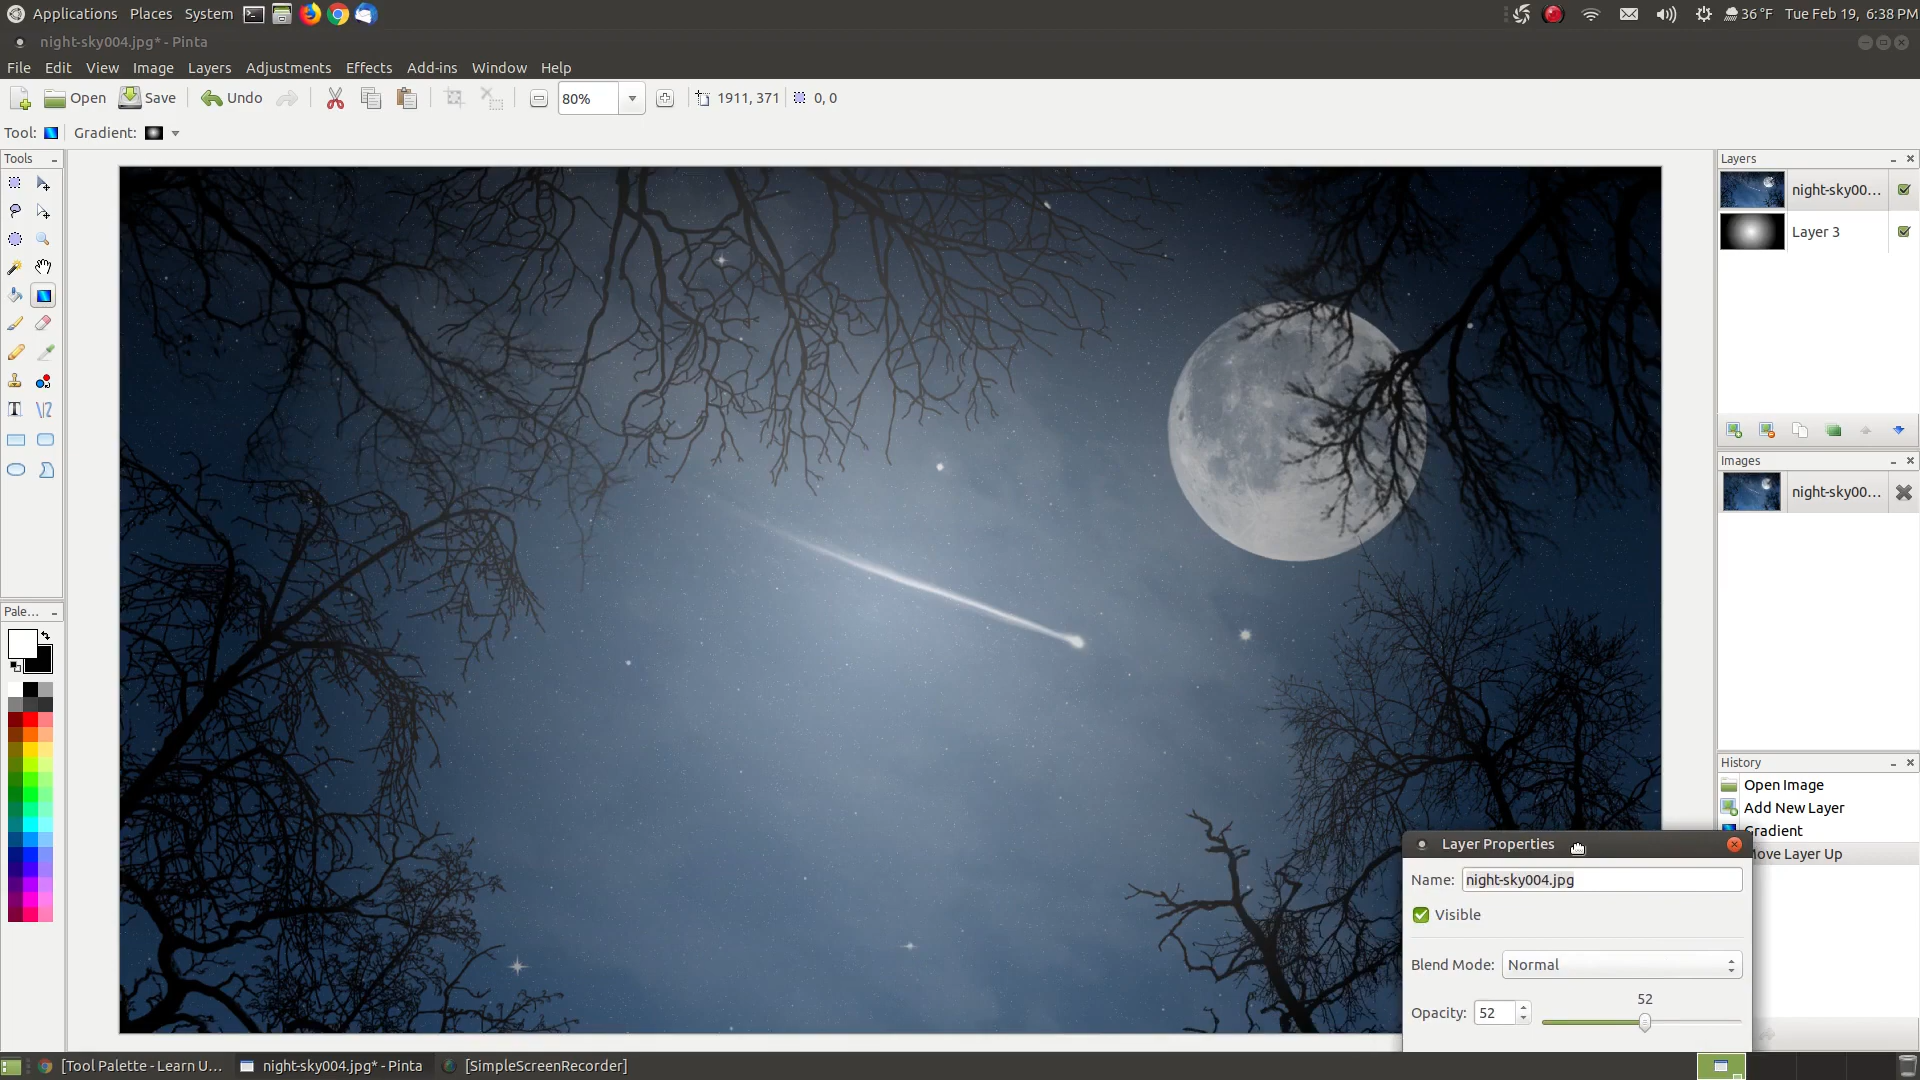 Applications Places System 36 °F Tue Feb 19, 6:38 PM
night-sky004.jpg* - Pinta
File Edit View Image Layers Adjustments Effects Add-ins Window Help
Open Save Undo 80% 1911, 371 0, 0
Tool: Gradient:
Tools
Layers
night-sky00...
Layer 3
Images
night-sky00...
Pale...
History
Open Image
Add New Layer
Gradient
Move Layer Up
Layer Properties
Name: night-sky004.jpg
Visible
Blend Mode: Normal
52
Opacity: 52
[Tool Palette - Learn U... night-sky004.jpg* - Pinta [SimpleScreenRecorder]